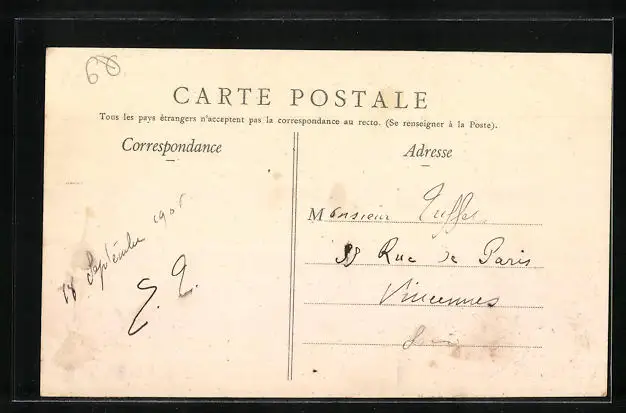 68
CARTE POSTALE
Tous les pays étrangers n'acceptent pas la correspondance au recto. (Se renseigner à la Poste).
Correspondance
Adresse
Monsieur
Rue de Paris
Vincennes
18 Septembre 1905